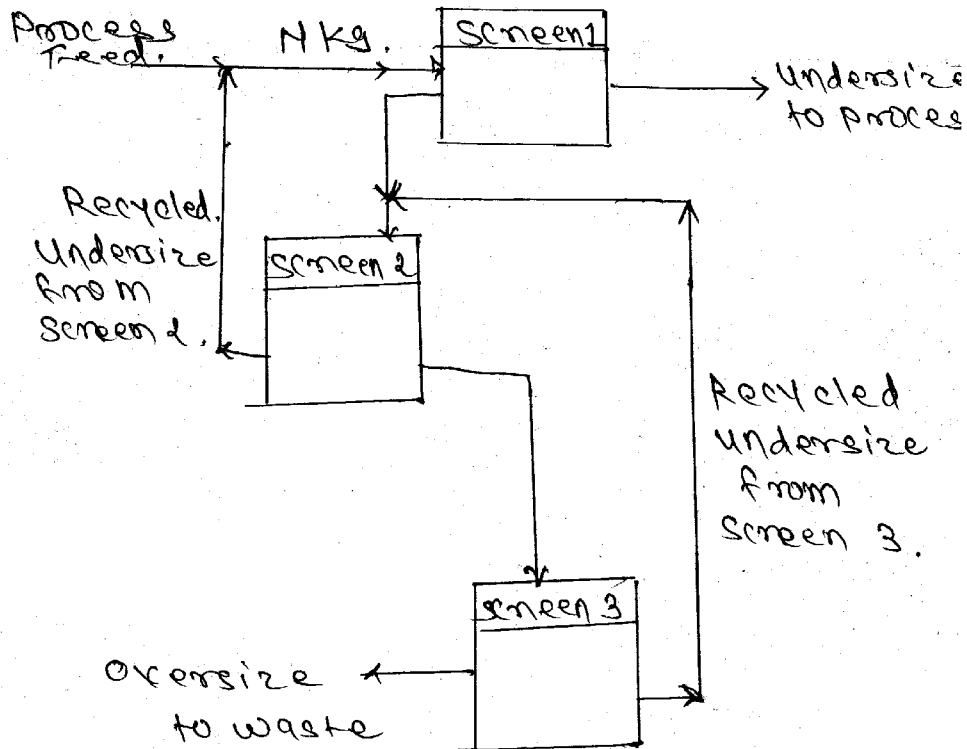 Process
Feed.
N kg.
Screen1
Undersize
to proces
Recycled.
Undersize
from
Screen 2.
Screen 2
Recycled
undersize
from
screen 3.
screen 3
Oversize
to waste